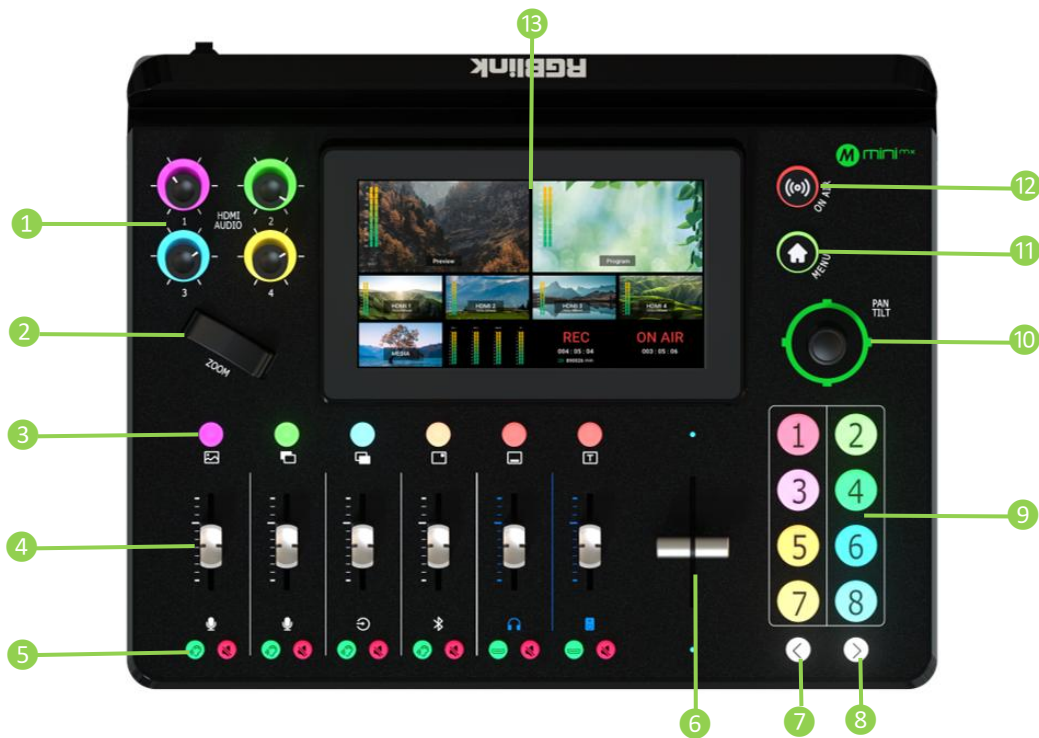 13
RGBlink
M mini mx
1
2
HDMI
AUDIO
3
4
1
ON AIR
12
MENU
11
2
ZOOM
Preview
Program
HDMI 1
HDMI 2
HDMI 3
HDMI 4
MEDIA
REC
004 : 05 : 04
ON AIR
003 : 05 : 06
PAN
TILT
10
3
T
1
2
3
4
5
6
7
8
9
4
5
6
7
8